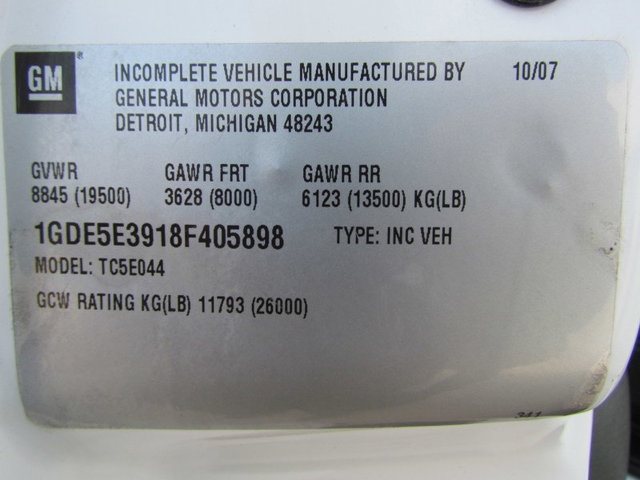 GM
INCOMPLETE VEHICLE MANUFACTURED BY 10/07
GENERAL MOTORS CORPORATION
DETROIT, MICHIGAN 48243
GVWR GAWR FRT GAWR RR
8845 (19500) 3628 (8000) 6123 (13500) KG(LB)
1GDE5E3918F405898 TYPE: INC VEH
MODEL: TC5E044
GCW RATING KG(LB) 11793 (26000)
341